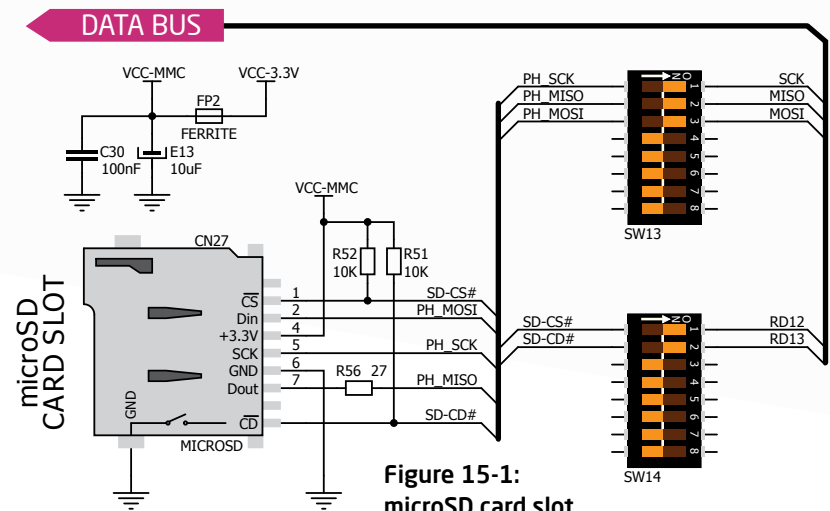 DATA BUS
VCC-MMC
VCC-3.3V
FP2
FERRITE
C30
100nF
E13
10uF
VCC-MMC
R52
10K
R51
10K
CN27
microSD
CARD SLOT
GND
CS
Din
+3.3V
SCK
GND
Dout
CD
MICROSD
1
2
4
5
6
7
SD-CS#
PH_MOSI
PH_SCK
R56 27
PH_MISO
SD-CD#
PH_SCK
PH_MISO
PH_MOSI
ON
1
2
3
4
5
6
7
8
SCK
MISO
MOSI
SW13
SD-CS#
SD-CD#
ON
1
2
3
4
5
6
7
8
RD12
RD13
SW14
Figure 15-1:
microSD card slot